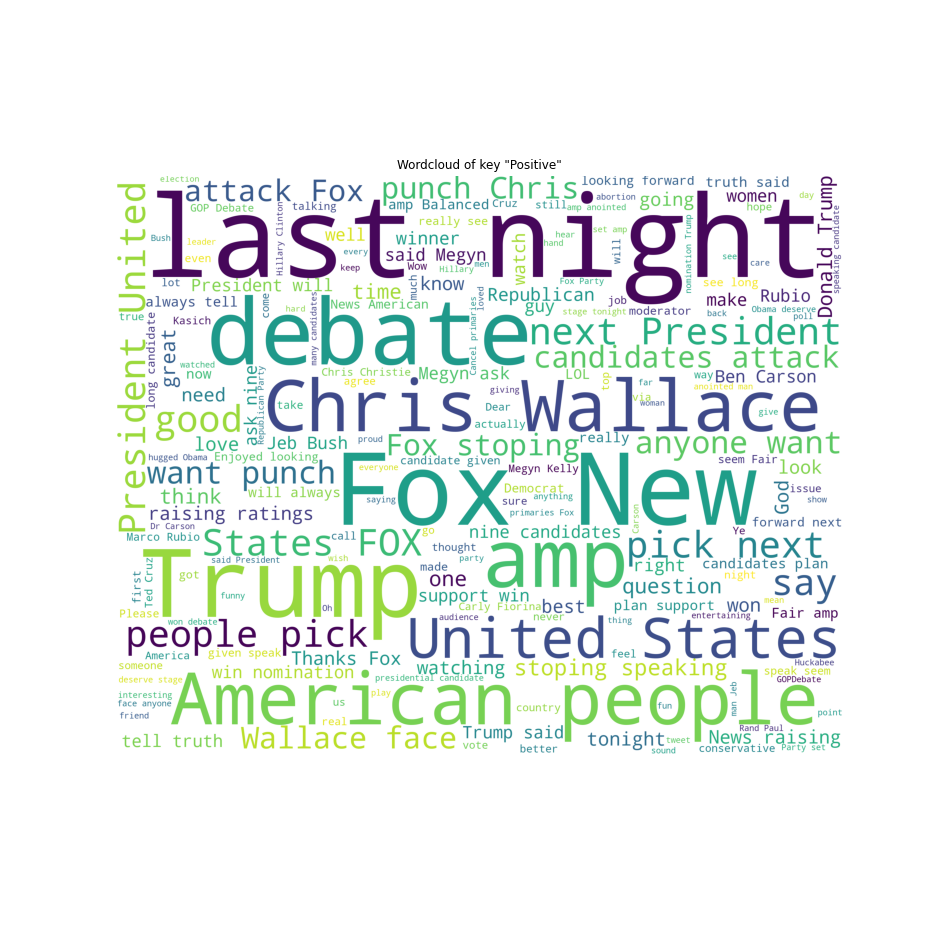 Wordcloud of key "Positive"
election
attack Fox
punch Chris
looking forward
truth said
GOP Debate
talking
amp Balanced
Cruz
still
amp anointed
abortion
going
women
hope
day
last night
Donald Trump
speaking candidate
President United
Hillary Clinton
really see
set amp
Bush
leader
well
winner
hear
hand
will
nomination Trump
even
every
said Megyn
watch
see
care
keep
Wow
Hillary
men
lot
President will
time
much
know
loved
Republican
Fox Party
see long
job
make
Rubio
always tell
come
News American
guy
stage tonight
moderator
back
Obama deserve
true
hard
poll
debate
next President
Kasich
long candidate
great
many candidates
Cancel primaries
candidates attack
watched
now
Chris Christie
Megyn ask
LOL
top
way
Ben Carson
agree
far
anointed man
need
ask nine
Republican Party
take
giving
via
Chris Wallace
Dear
woman
give
good
actually
love
Jeb Bush
proud
Fox stoping
really
anyone want
hugged Obama
Enjoyed looking
candidate given
seem Fair
look
want punch
everyone
Megyn Kelly
Fox New
think
will always
saying
Democrat
sure
anything
God
issue
show
raising ratings
primaries Fox
Carson
forward next
Dr Carson
Marco Rubio
call
go
nine candidates
Ye
States FOX
thought
pick next
said President
wish
party
Trump
amp
first
Ted Cruz
got
made
one
right
candidates plan
night
funny
support win
question
say
mean
Please
Oh
Carly Fiorina
best
plan support
won
Fair amp
won debate
audience
never
thing
entertaining
people pick
United States
America
given speak
Thanks Fox
feel
someone
win nomination
watching
stoping speaking
speak seem
Huckabee
deserve stage
presidential candidate
GOPDebate
interesting
us
play
American people
country
man Jeb
fun
face anyone
friend
real
point
Rand Paul
tell truth
Wallace face
Trump said
tonight
tweet
News raising
vote
better
sound
conservative
Party set